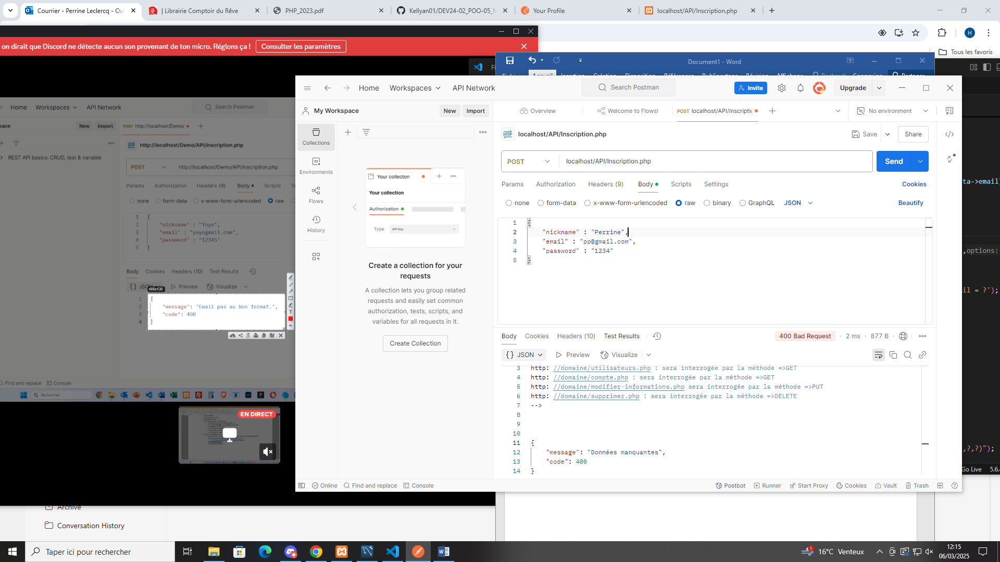 Courrier - Perrine Leclercq - Out
| Librairie Comptoir du Rêve
PHP_2023.pdf
Kellyan01/DEV24-02_POO-05_M
Your Profile
localhost/API/Inscription.php
on dirait que Discord ne détecte aucun son provenant de ton micro. Réglons ça !
Consulter les paramètres
H
Tous les favoris
Document1 - Word
Accueil Insertion Création Disposition Références Publipostage Révision Affichage
Connexion
Partager
Home
Workspaces
API Network
Search Postman
New
Import
POST http://localhost/Demo/
http://localhost/Demo/API/inscription.php
REST API basics: CRUD, test & variable
POST
http://localhost/Demo/API/inscription.php
Params
Authorization
Headers (9)
Body
Scripts
none
form-data
x-www-form-urlencoded
raw
1 {
2 "nickname" : "Yoyo",
3 "email" : "yoyogmail.com",
4 "password" : "12345"
5 }
Body
Cookies
Headers (10)
Test Results
{ } JSON
Preview
Visualize
488x130
1 {
2 "message": "Email pas au bon format.",
3 "code": 400
4 }
Find and replace
Console
Rechercher
EN DIRECT
Archive
Conversation History
Home
Workspaces
API Network
Search Postman
Invite
Upgrade
My Workspace
New
Import
Overview
Welcome to Flows!
POST localhost/API/Inscriptio
No environment
Collections
Environments
Flows
History
Your collecton
Your collection
Authorization
Type
API Key
Create a collection for your
requests
A collection lets you group related
requests and easily set common
authorization, tests, scripts, and
variables for all requests in it.
Create Collection
HTTP
localhost/API/Inscription.php
Save
Share
POST
localhost/API/Inscription.php
Send
Params
Authorization
Headers (9)
Body
Scripts
Settings
Cookies
none
form-data
x-www-form-urlencoded
raw
binary
GraphQL
JSON
Beautify
1 {
2 "nickname" : "Perrine",
3 "email" : "pp@gmail.com",
4 "password" : "1234"
5 }
Body
Cookies
Headers (10)
Test Results
400 Bad Request
2 ms
877 B
{ } JSON
Preview
Visualize
3 http: //domaine/utilisateurs.php : sera interrogée par la méthode =>GET
4 http: //domaine/compte.php : sera interrogée par la méthode =>GET
5 http: //domaine/modifier-informations.php sera interrogée par la méthode =>PUT
6 http: //domaine/supprimer.php : sera interrogée par la méthode =>DELETE
7 -->
8
9
10
11 {
12 "message": "Données manquantes",
13 "code": 400
14 }
Online
Find and replace
Console
Postbot
Runner
Start Proxy
Cookies
Vault
Trash
ta->email)
,options:
il = ?');
,?,?)");
Go Live
5.6.4
Taper ici pour rechercher
1
16°C Venteux
12:15
06/03/2025